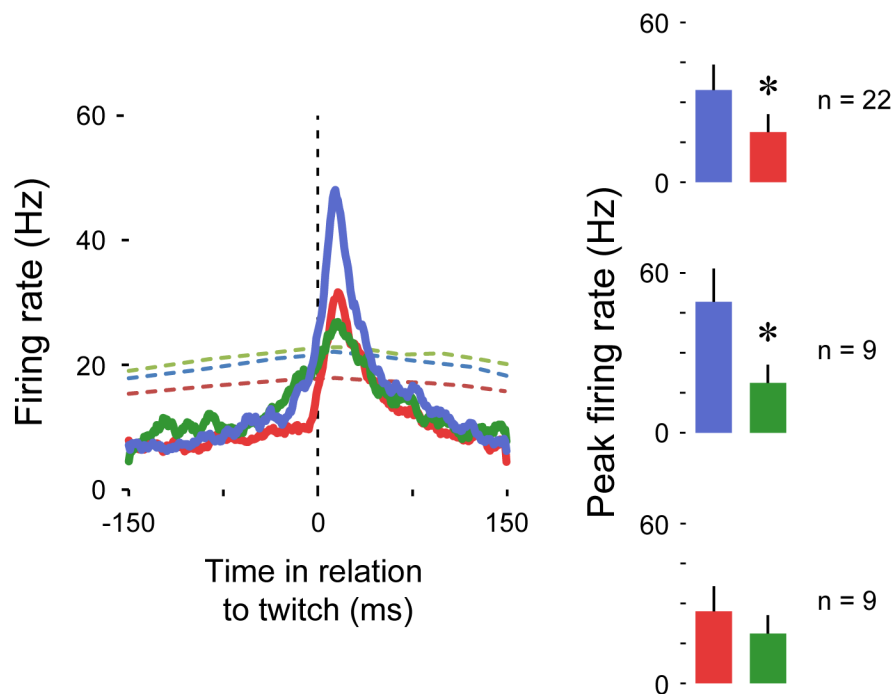 60
40
20
0
-150
0
150
Firing rate (Hz)
Time in relation
to twitch (ms)
Peak firing rate (Hz)
60
*
n = 22
0
60
*
n = 9
0
60
n = 9
0